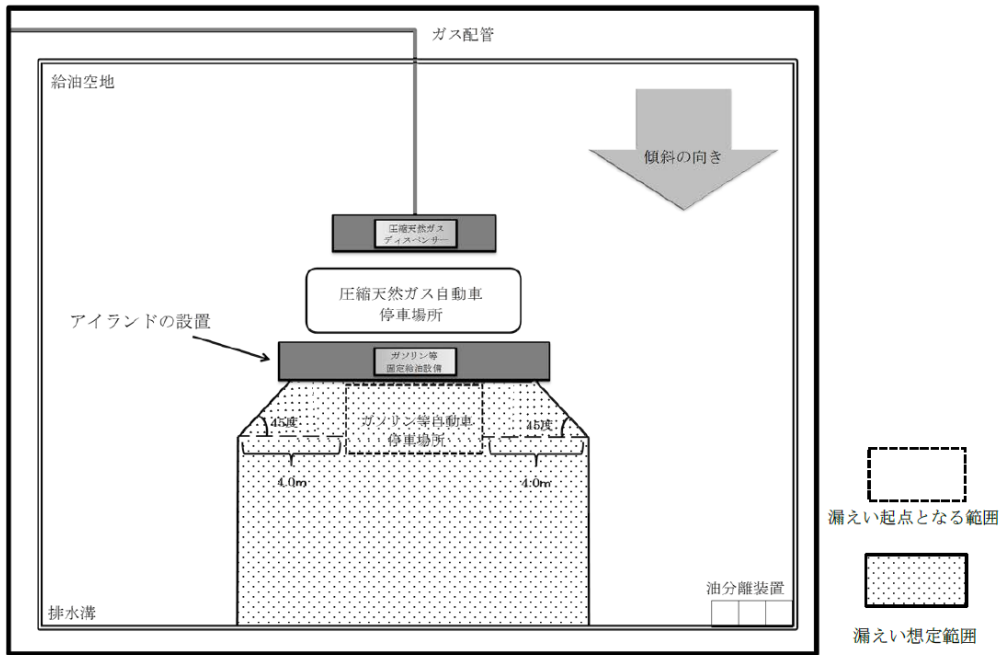 ガス配管
給油空地
傾斜の向き
圧縮天然ガス
ディスペンサー
圧縮天然ガス自動車
停車場所
アイランドの設置
ガソリン等
固定給油設備
45度
ガソリン等自動車
停車場所
45度
4.0m
4.0m
漏えい起点となる範囲
油分離装置
排水溝
漏えい想定範囲